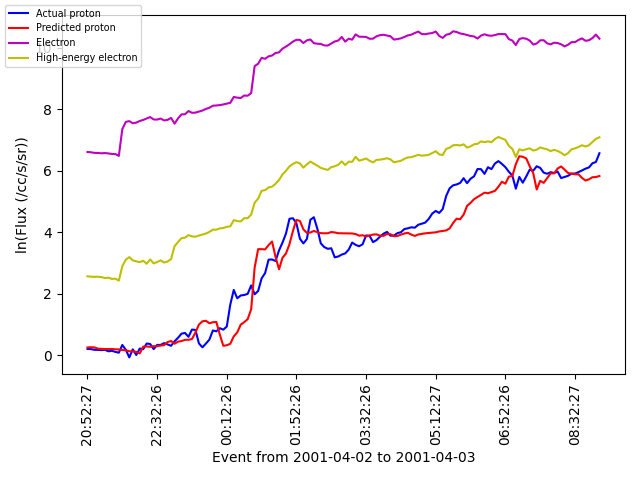 Actual proton
Predicted proton
Electron
High-energy electron
10
8
6
4
2
0
ln(Flux (/cc/s/sr))
20:52:27
22:32:26
00:12:26
01:52:26
03:32:26
05:12:27
06:52:26
08:32:27
Event from 2001-04-02 to 2001-04-03